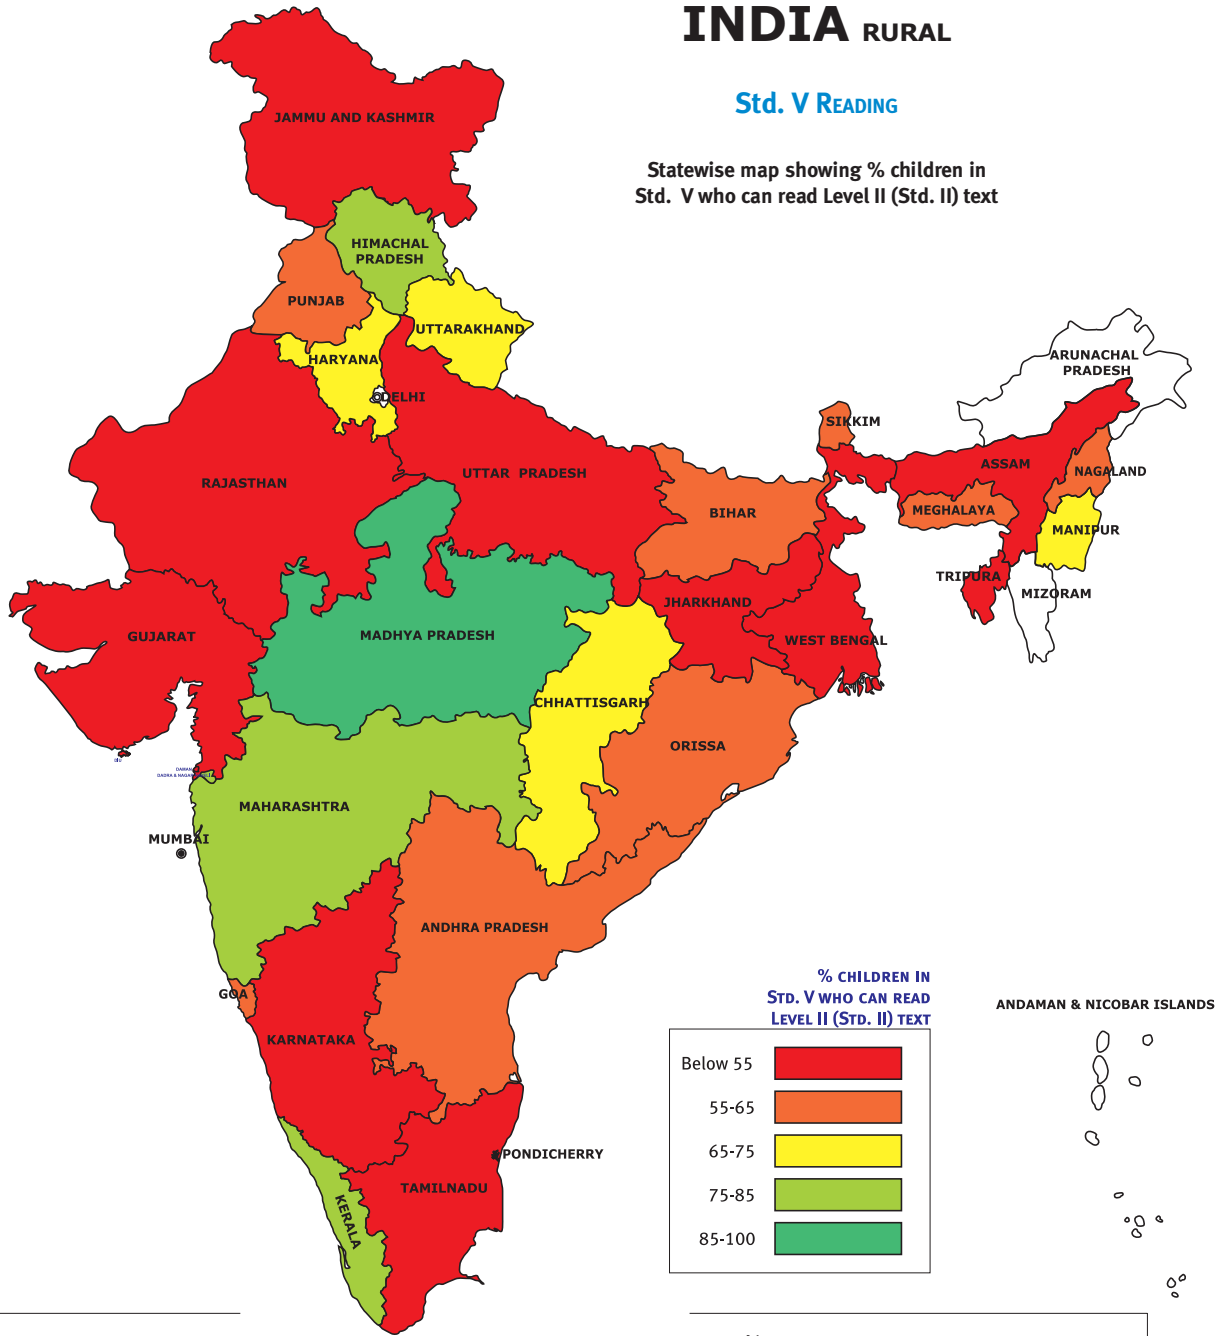 INDIA RURAL
Std. V READING
Statewise map showing % children in
Std. V who can read Level II (Std. II) text
JAMMU AND KASHMIR
HIMACHAL
PRADESH
PUNJAB
UTTARAKHAND
HARYANA
DELHI
ARUNACHAL
PRADESH
SIKKIM
ASSAM
NAGALAND
RAJASTHAN
UTTAR PRADESH
BIHAR
MEGHALAYA
MANIPUR
TRIPURA
MIZORAM
JHARKHAND
GUJARAT
MADHYA PRADESH
WEST BENGAL
CHHATTISGARH
ORISSA
DIU
DAMAN
DADRA & NAGAR
MAHARASHTRA
MUMBAI
ANDHRA PRADESH
GOA
KARNATAKA
% CHILDREN IN
STD. V WHO CAN READ
LEVEL II (STD. II) TEXT
ANDAMAN & NICOBAR ISLANDS
Below 55
55-65
65-75
75-85
85-100
PONDICHERRY
TAMILNADU
KERALA